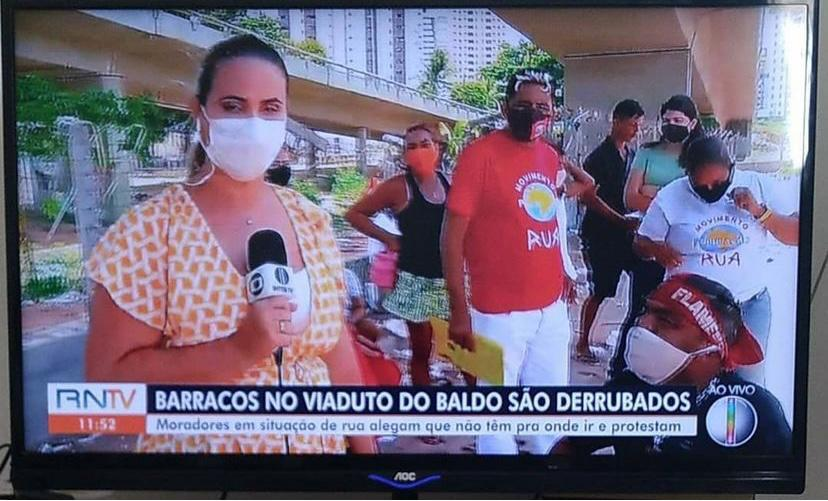 MOVIMENTO
RUA
MOVIMENTO
RUA
FLAME
RNTV
BARRACOS NO VIADUTO DO BALDO SÃO DERRUBADOS
AO VIVO
11:52
Moradores em situação de rua alegam que não têm pra onde ir e protestam
AOC